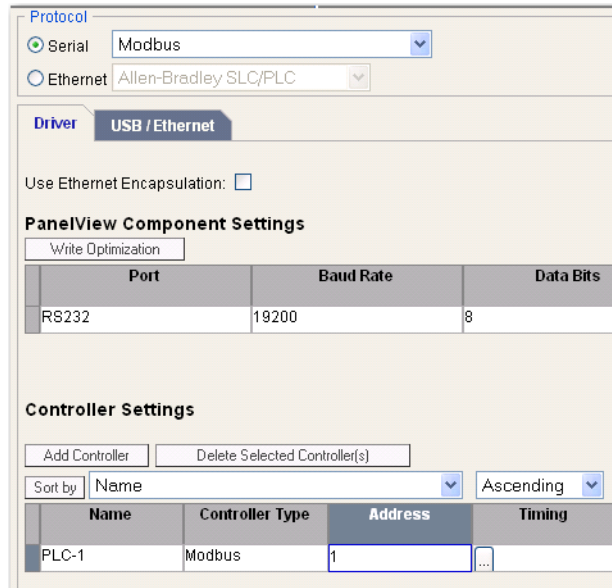 Protocol
Serial Modbus
Ethernet Allen-Bradley SLC/PLC
Driver USB / Ethernet
Use Ethernet Encapsulation:
PanelView Component Settings
Write Optimization
Port Baud Rate Data Bits
RS232 19200 8
Controller Settings
Add Controller Delete Selected Controller(s)
Sort by Name Ascending
Name Controller Type Address Timing
PLC-1 Modbus 1 ...